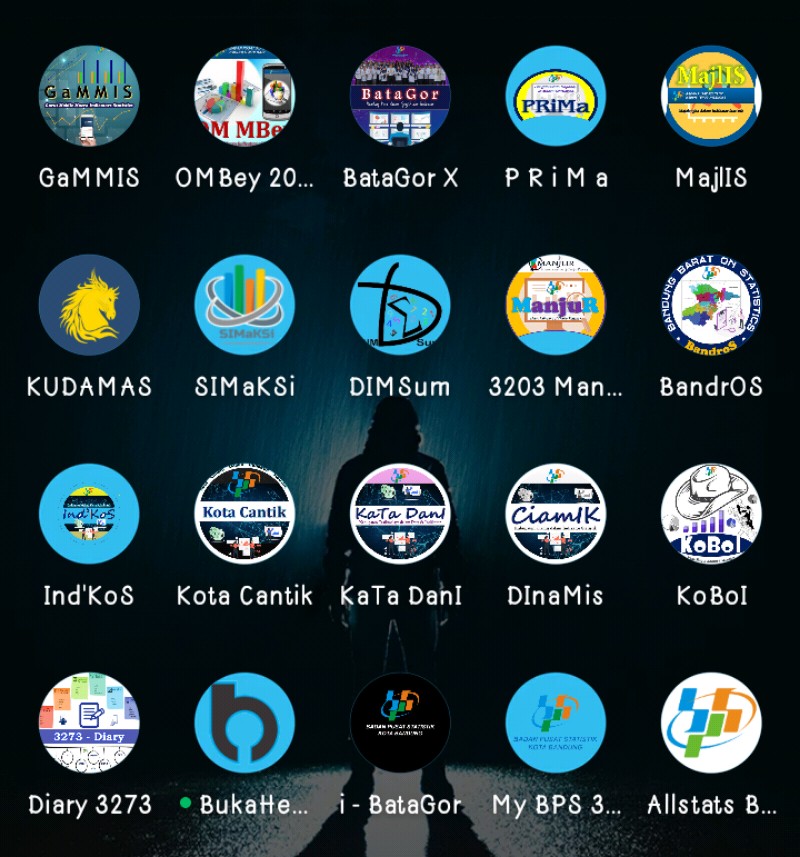 GaMMIS
OM MBey
BataGor
PRiMa
MajlIS
GaMMIS
OMBey 20...
BataGor X
P R i M a
MajlIS
SIMaKSi
MANJUR
ManjuR
BANDUNG BARAT ON STATISTICS
BandroS
KUDAMAS
SIMaKSi
DIMSum
3203 Man...
BandrOS
Ind'KoS
Kota Cantik
KaTa DanI
CiamIK
KoBoI
Ind'KoS
Kota Cantik
KaTa DanI
DInaMis
KoBoI
3273 - Diary
BADAN PUSAT STATISTIK
KOTA BANDUNG
BADAN PUSAT STATISTIK
KOTA BANDUNG
Diary 3273
BukaHe...
i - BataGor
My BPS 3...
Allstats B...